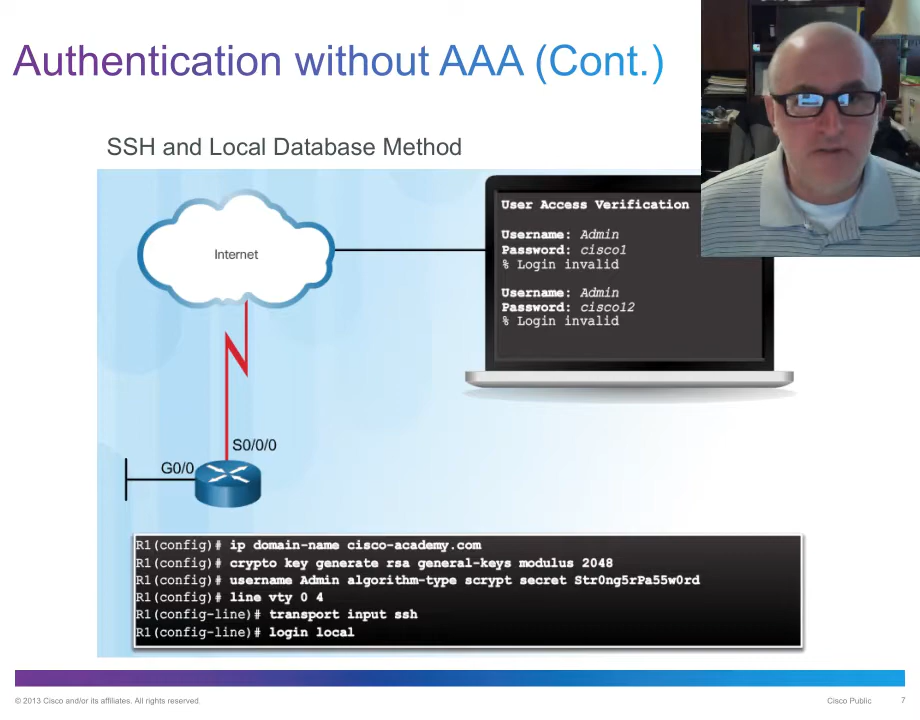 Authentication without AAA (Cont.)
SSH and Local Database Method
Internet
User Access Verification
Username: Admin
Password: cisco1
% Login invalid
Username: Admin
Password: cisco12
% Login invalid
S0/0/0
G0/0
R1(config)# ip domain-name cisco-academy.com
R1(config)# crypto key generate rsa general-keys modulus 2048
R1(config)# username Admin algorithm-type scrypt secret Str0ng5rPa55w0rd
R1(config)# line vty 0 4
R1(config-line)# transport input ssh
R1(config-line)# login local
© 2013 Cisco and/or its affiliates. All rights reserved
Cisco Public
7